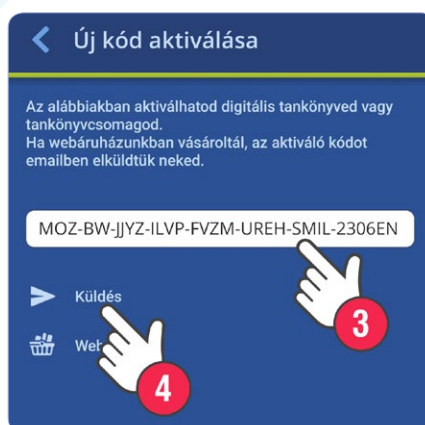 Új kód aktiválása
Az alábbiakban aktiválhatod digitális tankönyved vagy
tankönyvcsomagod.
Ha webáruházunkban vásároltál, az aktiváló kódot
emailben elküldtük neked.
MOZ-BW-JJYZ-ILVP-FVZM-UREH-SMIL-2306EN
Küldés
3
4